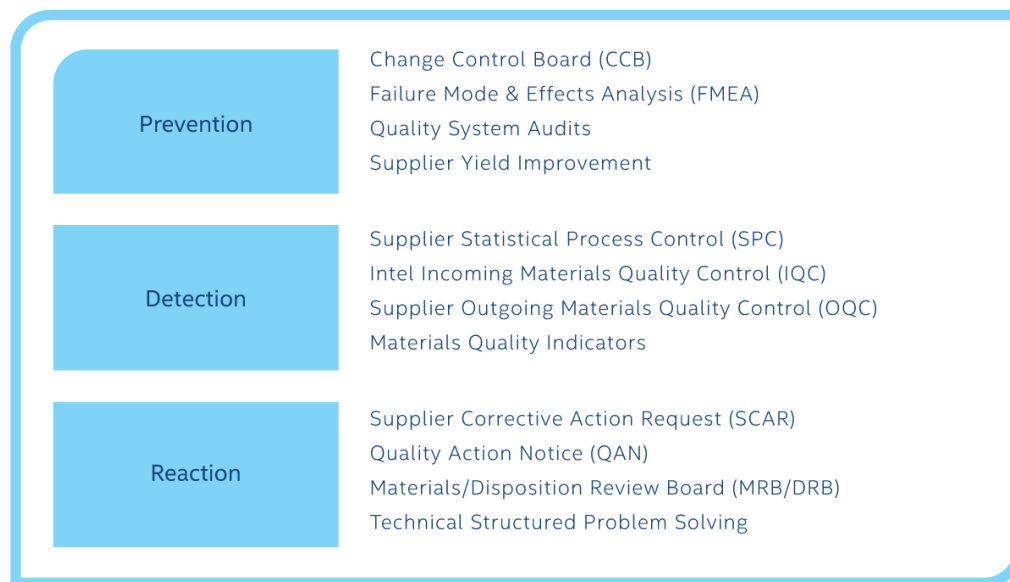 Prevention
Change Control Board (CCB)
Failure Mode & Effects Analysis (FMEA)
Quality System Audits
Supplier Yield Improvement
Detection
Supplier Statistical Process Control (SPC)
Intel Incoming Materials Quality Control (IQC)
Supplier Outgoing Materials Quality Control (OQC)
Materials Quality Indicators
Reaction
Supplier Corrective Action Request (SCAR)
Quality Action Notice (QAN)
Materials/Disposition Review Board (MRB/DRB)
Technical Structured Problem Solving